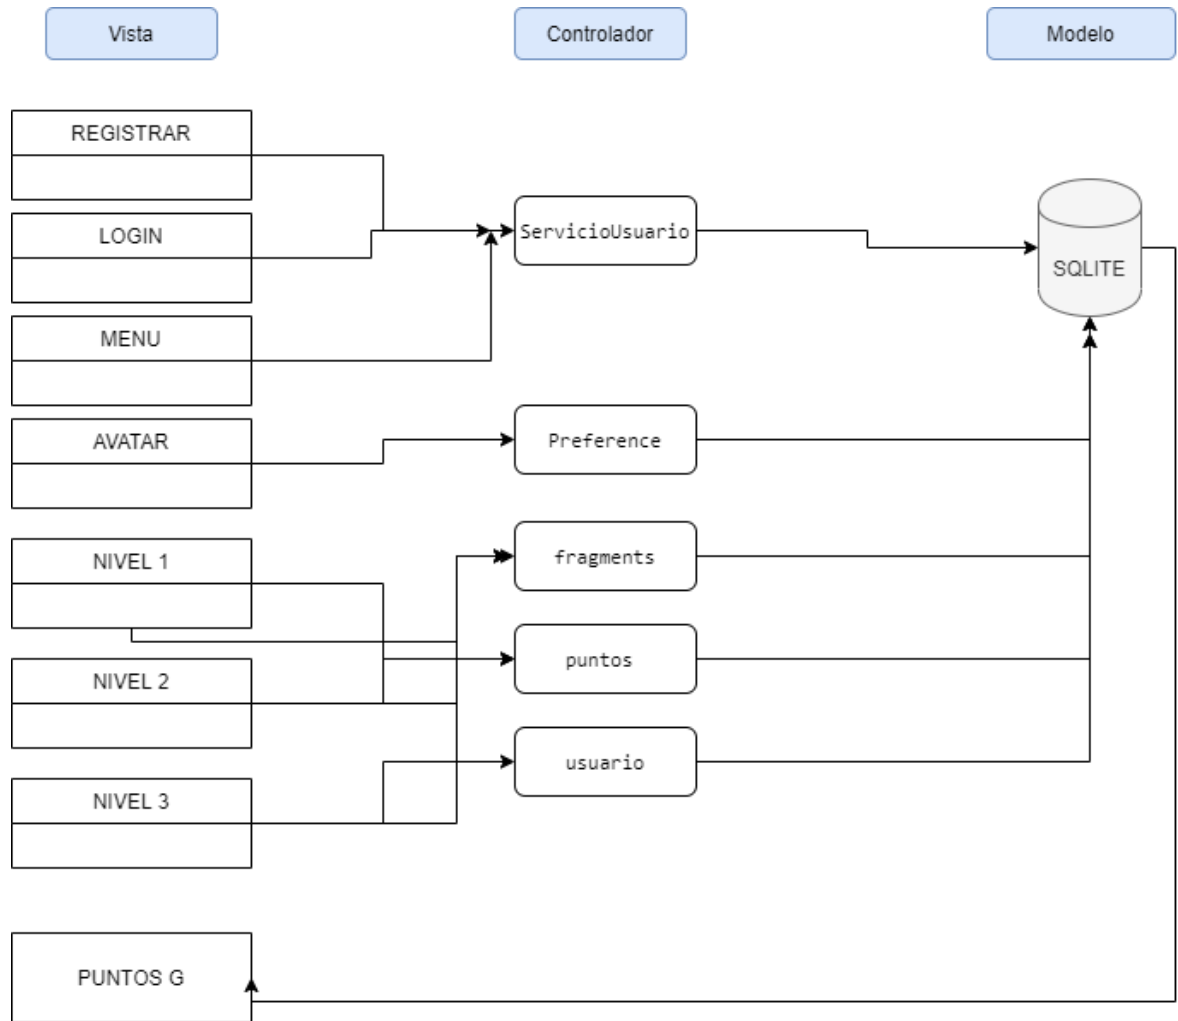 Vista
Controlador
Modelo
REGISTRAR
LOGIN
MENU
AVATAR
NIVEL 1
NIVEL 2
NIVEL 3
PUNTOS G
ServicioUsuario
Preference
fragments
puntos
usuario
SQLITE